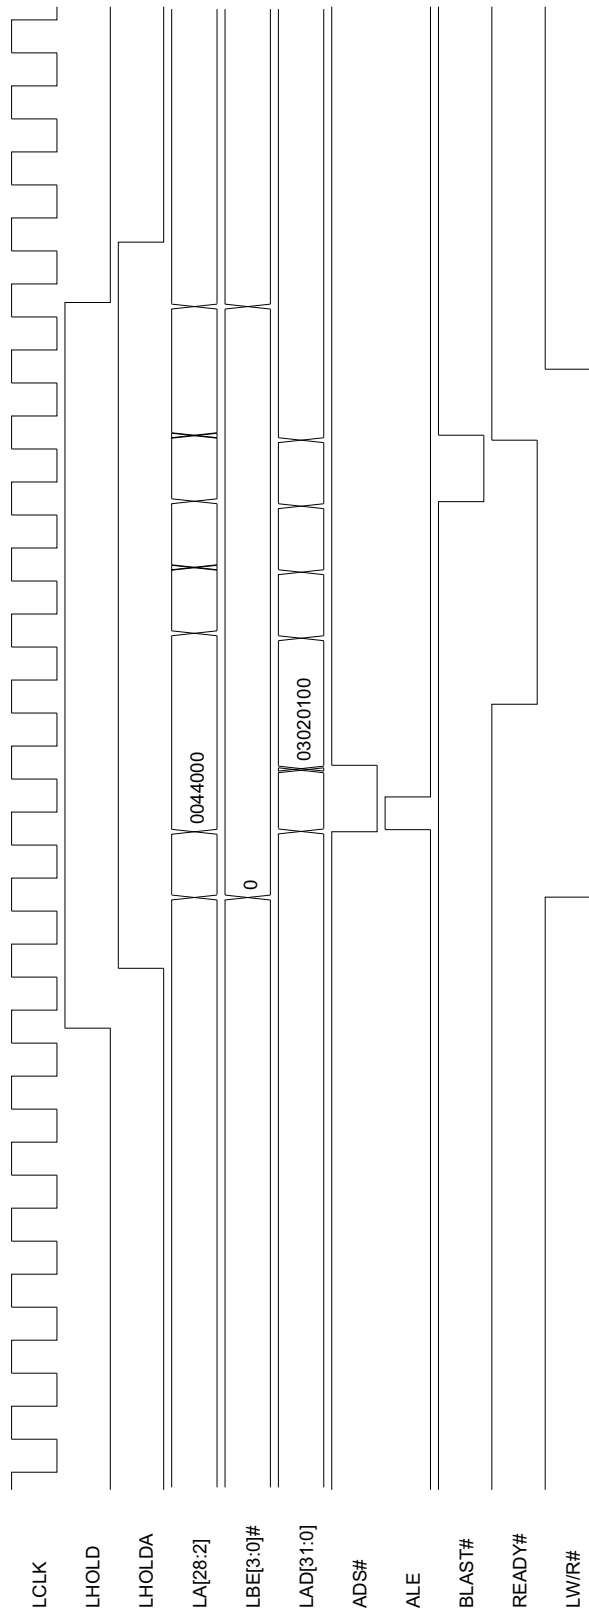 LCLK
LHOLD
LHOLDA
LA[28:2]
0044000
LBE[3:0]#
0
LAD[31:0]
03020100
ADS#
ALE
BLAST#
READY#
LW/R#